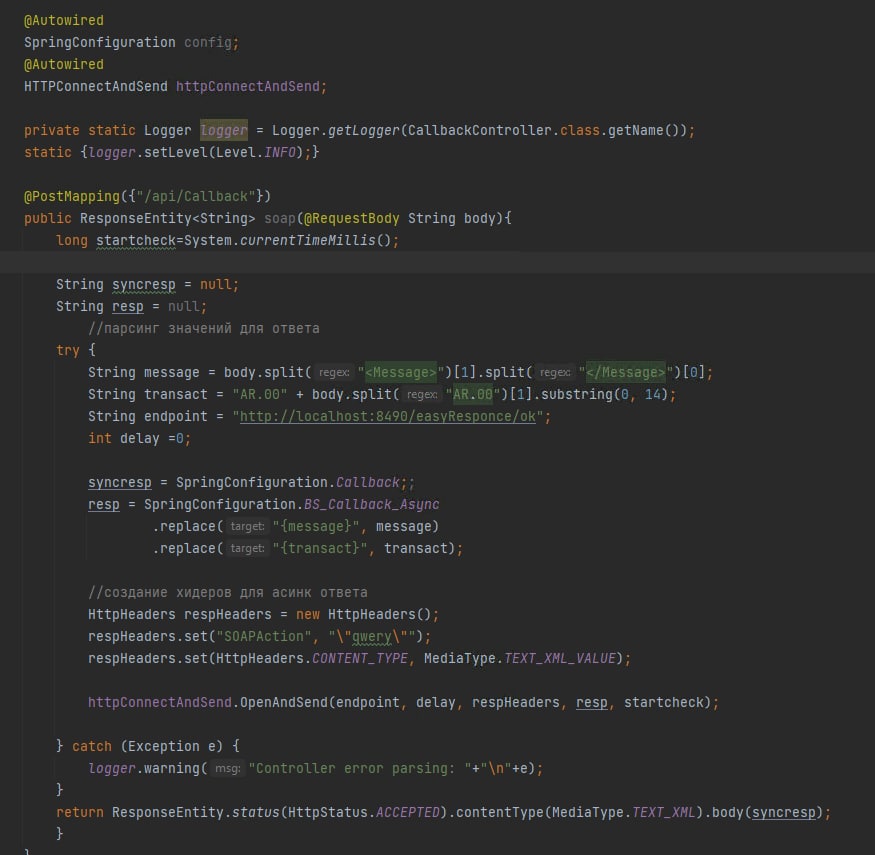 @Autowired
SpringConfiguration config;
@Autowired
HTTPConnectAndSend httpConnectAndSend;
private static Logger logger = Logger.getLogger(CallbackController.class.getName());
static {logger.setLevel(Level.INFO);}
@PostMapping({"/api/Callback"})
public ResponseEntity<String> soap(@RequestBody String body){
long startcheck=System.currentTimeMillis();
String syncresp = null;
String resp = null;
//парсинг значений для ответа
try {
String message = body.split( regex: "<Message>")[1].split( regex: "</Message>")[0];
String transact = "AR.00" + body.split( regex: "AR.00")[1].substring(0, 14);
String endpoint = "http://localhost:8490/easyResponce/ok";
int delay =0;
syncresp = SpringConfiguration.Callback;;
resp = SpringConfiguration.BS_Callback_Async
.replace( target: "{message}", message)
.replace( target: "{transact}", transact);
//создание хидеров для асинк ответа
HttpHeaders respHeaders = new HttpHeaders();
respHeaders.set("SOAPAction", "\"qwery\"");
respHeaders.set(HttpHeaders.CONTENT_TYPE, MediaType.TEXT_XML_VALUE);
httpConnectAndSend.OpenAndSend(endpoint, delay, respHeaders, resp, startcheck);
} catch (Exception e) {
logger.warning( msg: "Controller error parsing: "+"\n"+e);
}
return ResponseEntity.status(HttpStatus.ACCEPTED).contentType(MediaType.TEXT_XML).body(syncresp);
}
}